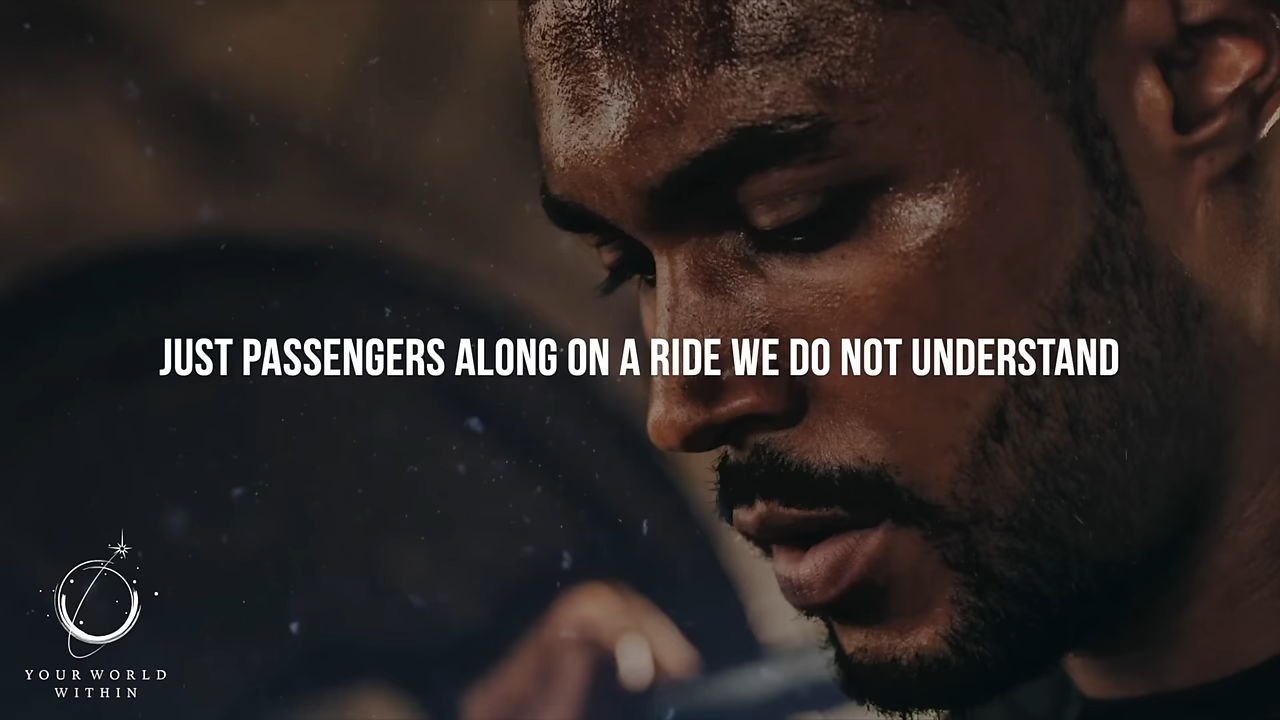 JUST PASSENGERS ALONG ON A RIDE WE DO NOT UNDERSTAND
YOUR WORLD
WITHIN